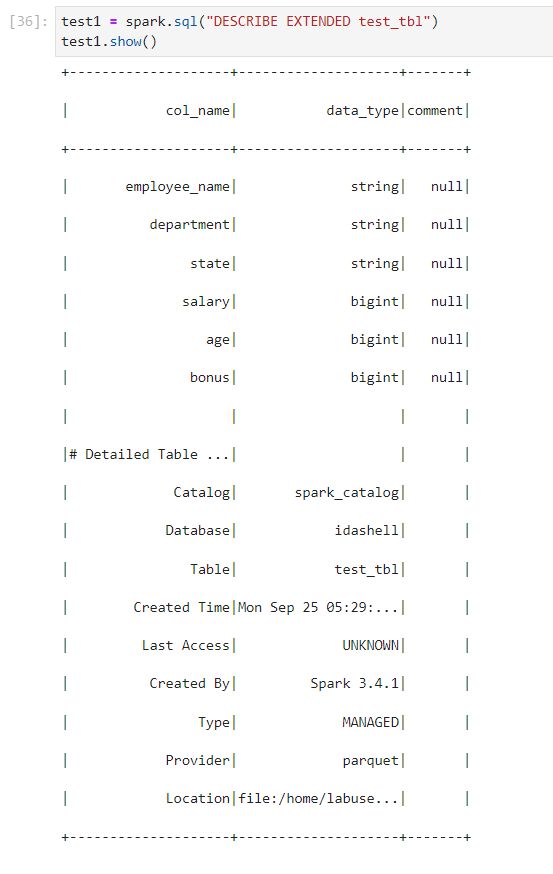 [36]: test1 = spark.sql("DESCRIBE EXTENDED test_tbl")
test1.show()
+--------------------+--------------------+-------+
|            col_name|           data_type|comment|
+--------------------+--------------------+-------+
|       employee_name|              string|   null|
|          department|              string|   null|
|               state|              string|   null|
|              salary|              bigint|   null|
|                 age|              bigint|   null|
|               bonus|              bigint|   null|
|                    |                    |       |
|# Detailed Table ...|                    |       |
|             Catalog|       spark_catalog|       |
|            Database|            idashell|       |
|               Table|            test_tbl|       |
|        Created Time|Mon Sep 25 05:29:...|       |
|         Last Access|             UNKNOWN|       |
|          Created By|         Spark 3.4.1|       |
|                Type|             MANAGED|       |
|            Provider|             parquet|       |
|            Location|file:/home/labuse...|       |
+--------------------+--------------------+-------+